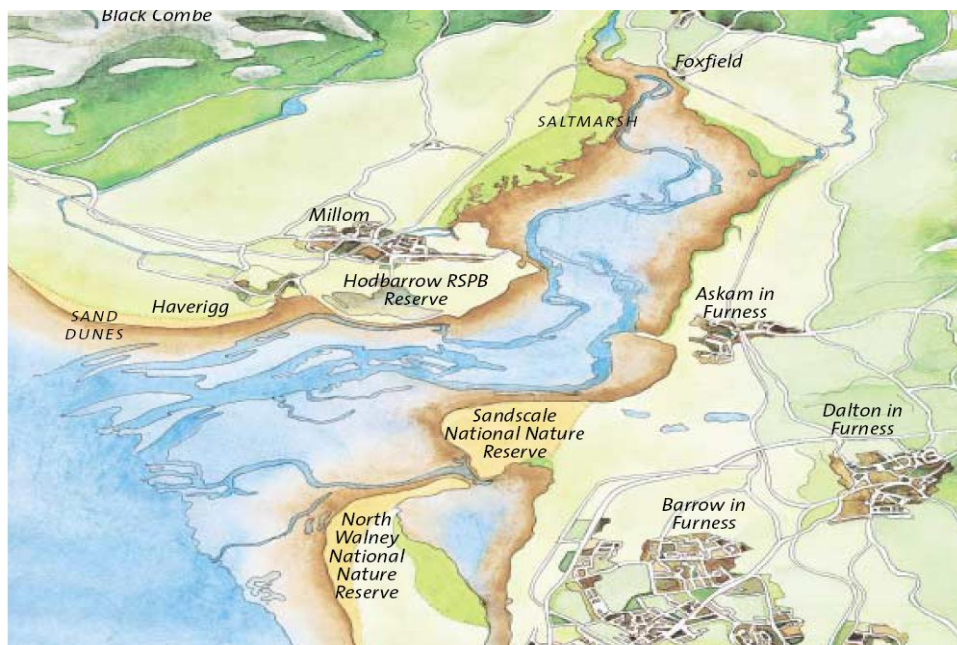 Black Combe
Foxfield
SALTMARSH
Millom
Hodbarrow RSPB
Reserve
Haverigg
SAND
DUNES
Askam in
Furness
Sandscale
National Nature
Reserve
Dalton in
Furness
Barrow in
Furness
North
Walney
National
Nature
Reserve